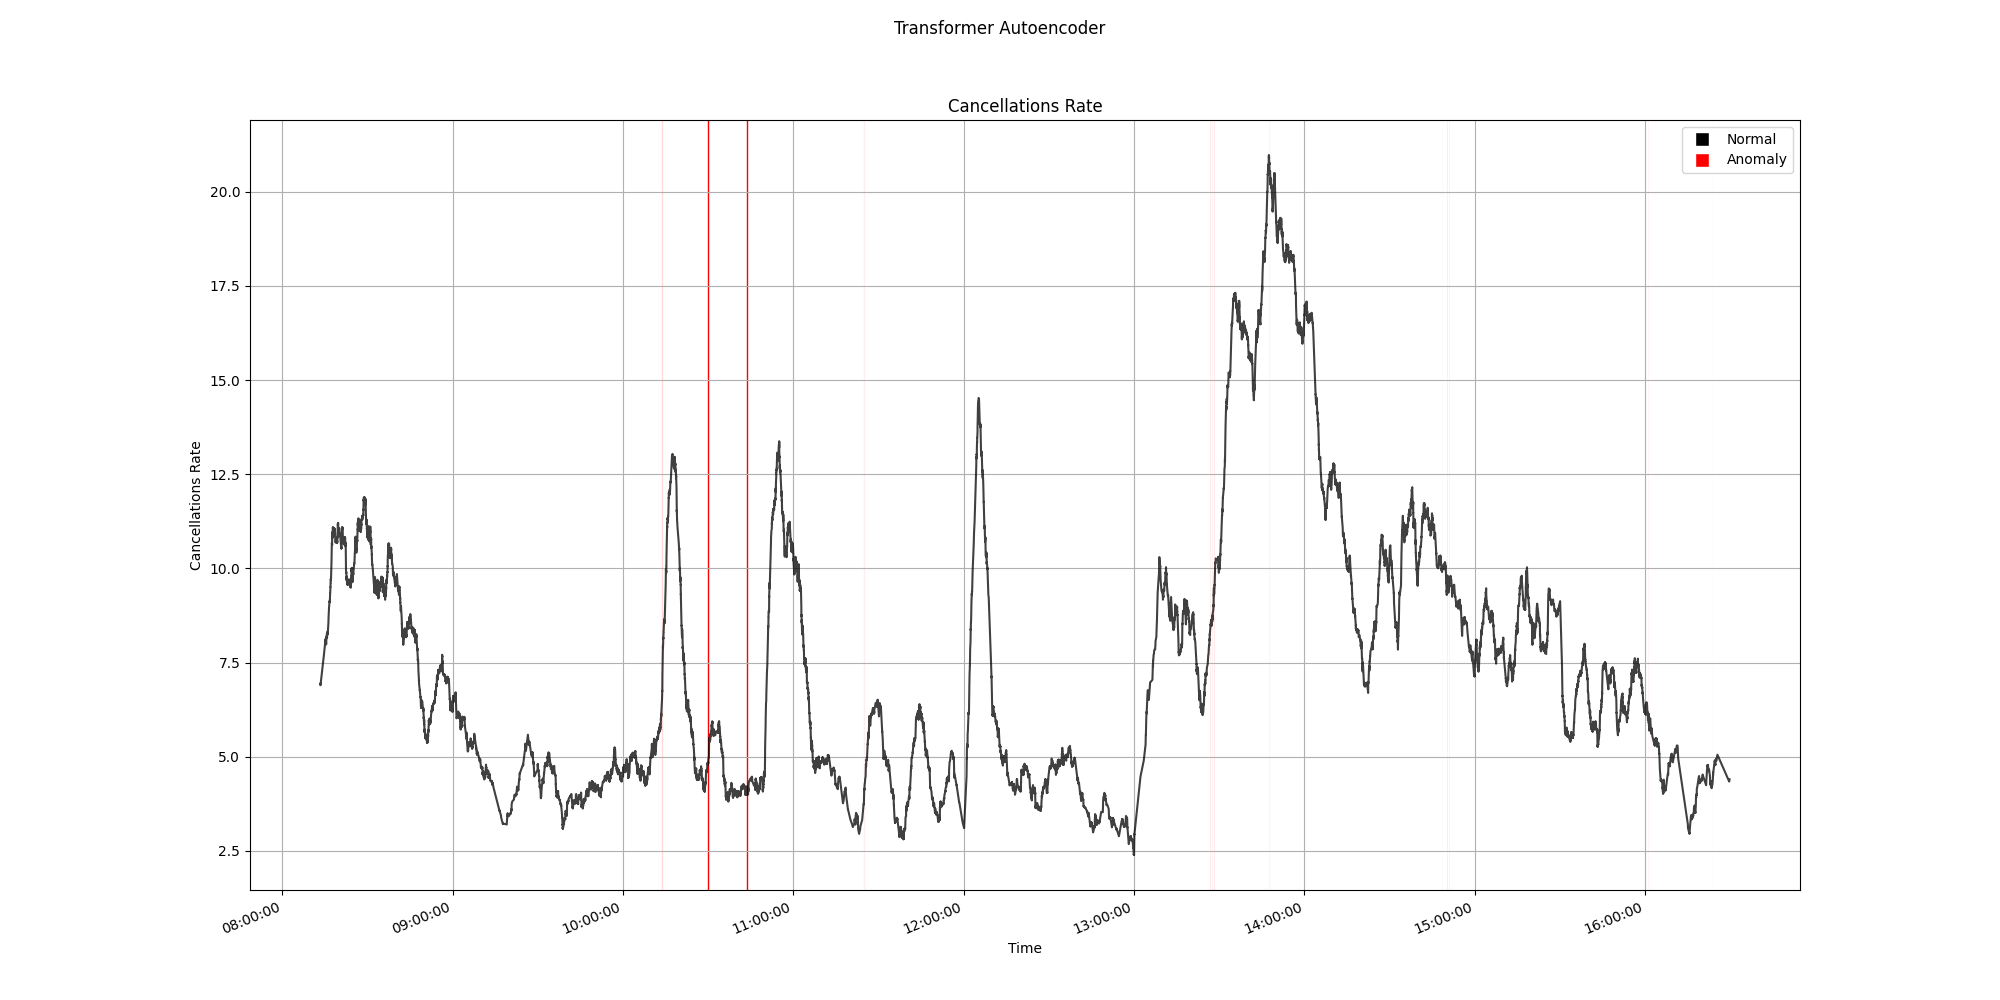 Transformer Autoencoder
Cancellations Rate
Normal
Anomaly
Cancellations Rate
20.0
17.5
15.0
12.5
10.0
7.5
5.0
2.5
08:00:00
09:00:00
10:00:00
11:00:00
12:00:00
13:00:00
14:00:00
15:00:00
16:00:00
Time